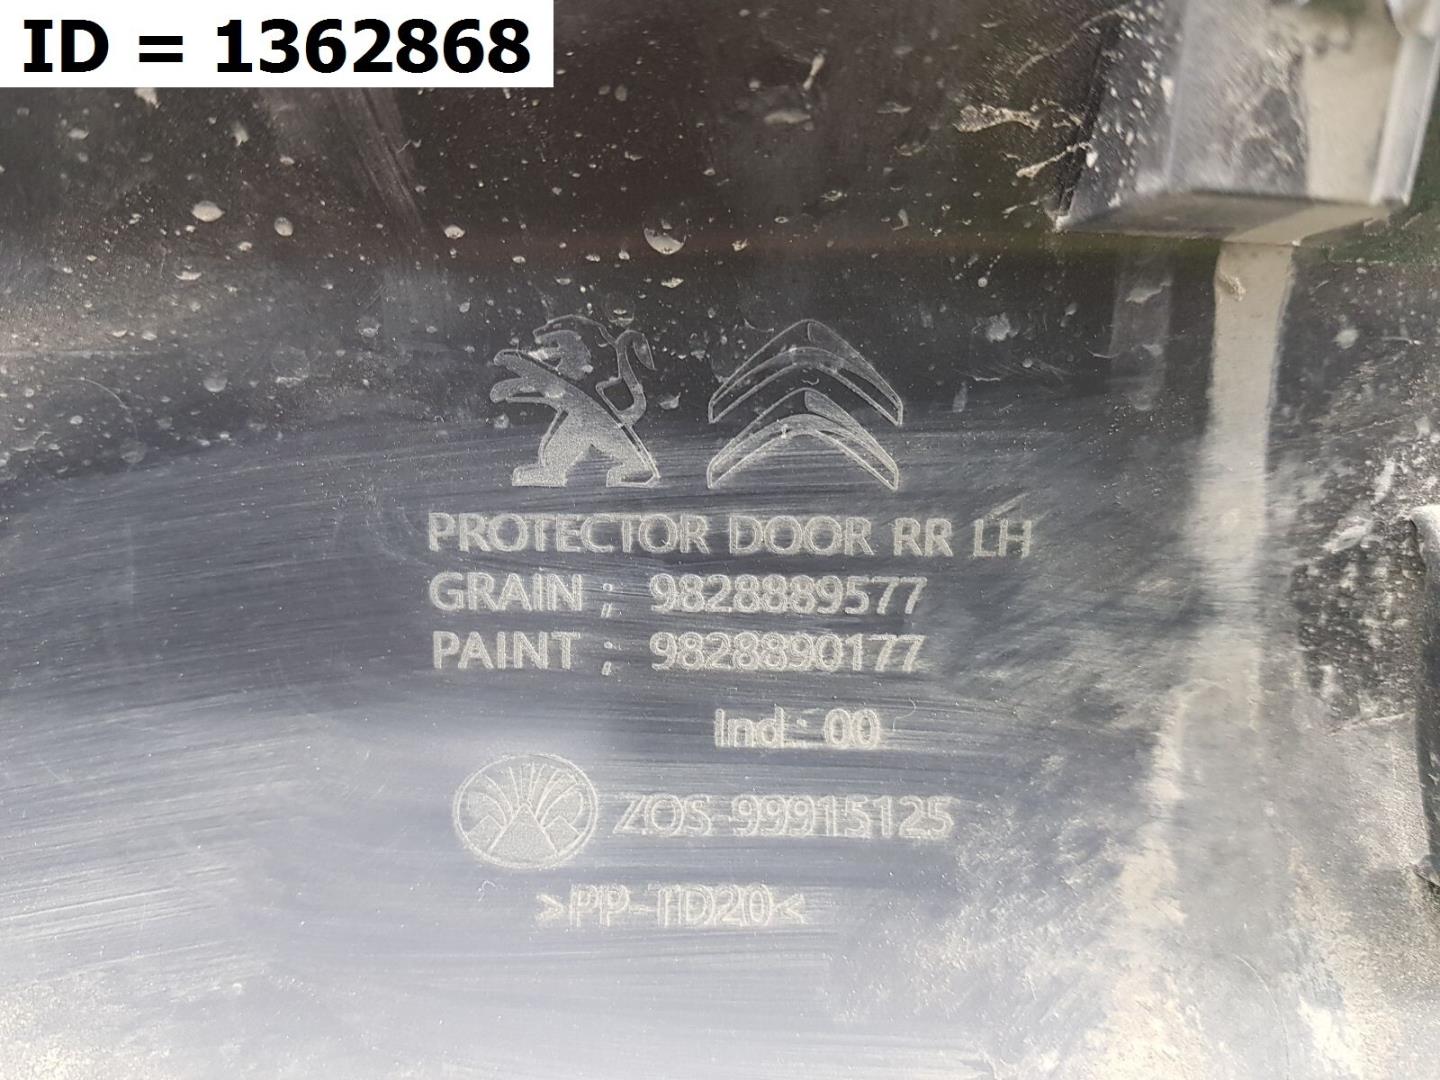 ID = 1362868
PROTECTOR DOOR RR LH
GRAIN ; 9828889577
PAINT ; 9828890177
Ind.: 00
ZOS 99915125
>PP-TD20<